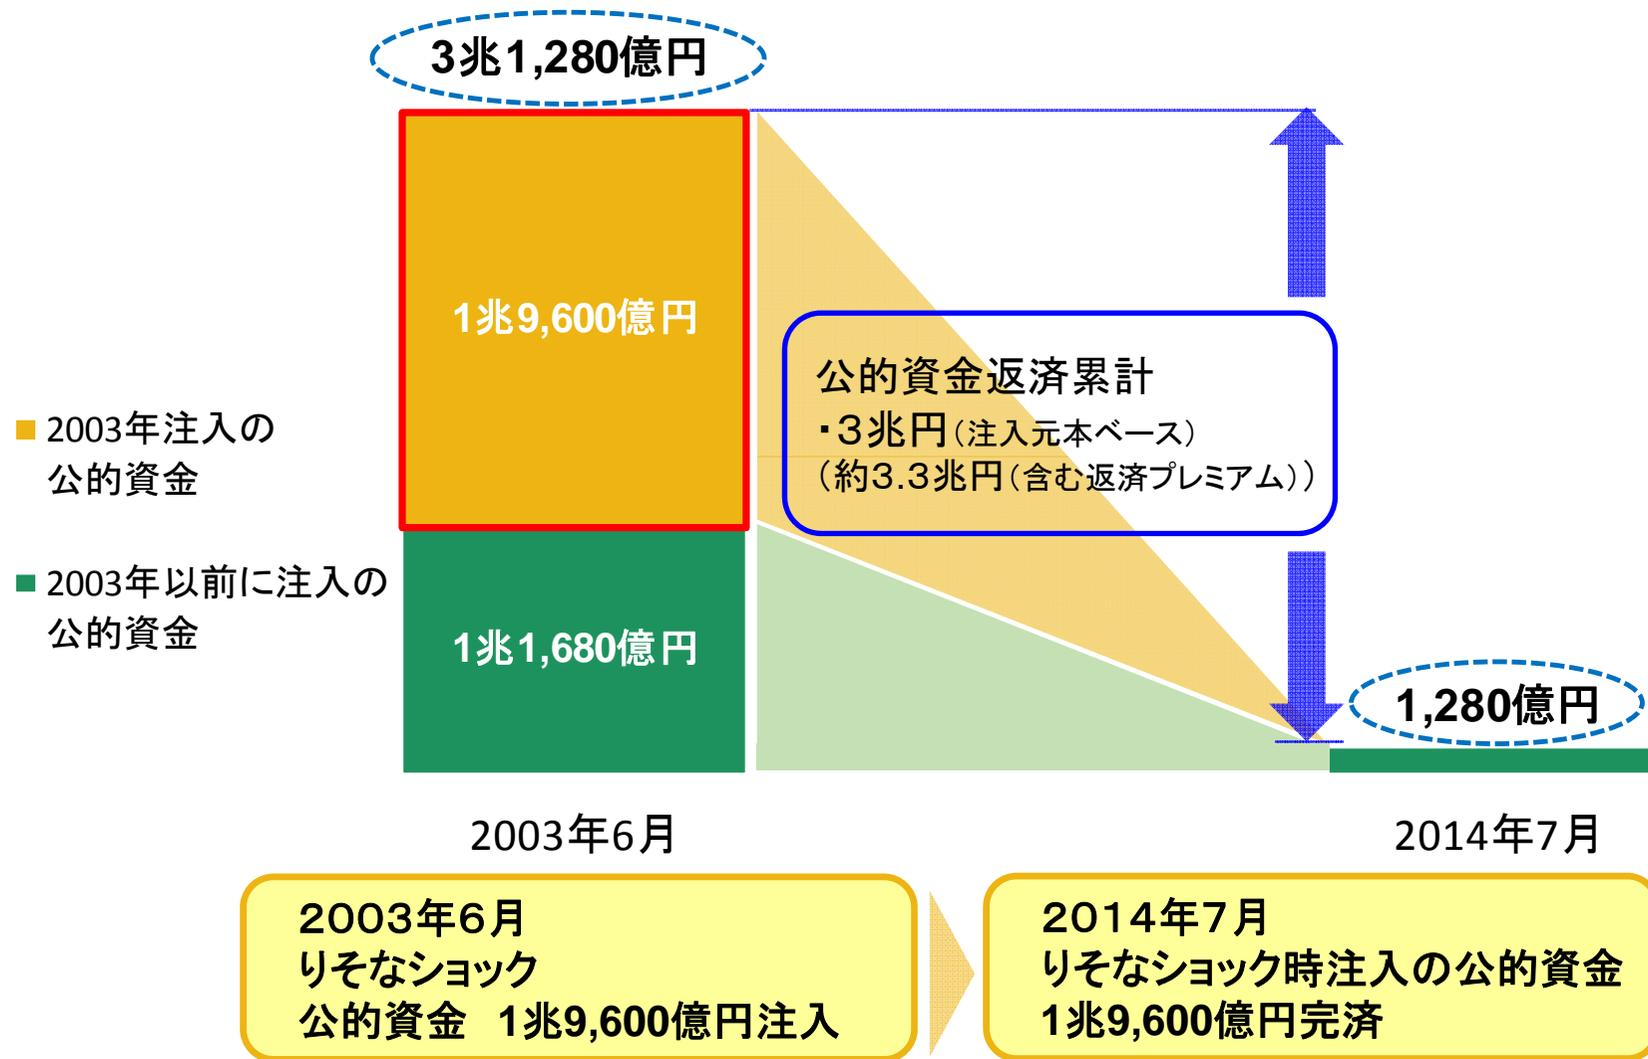 3兆1,280億円
1兆9,600億円
2003年注入の
公的資金
2003年以前に注入の
公的資金
1兆1,680億円
公的資金返済累計
・3兆円(注入元本ベース)
(約3.3兆円(含む返済プレミアム))
1,280億円
2003年6月
2014年7月
2003年6月
りそなショック
公的資金 1兆9,600億円注入
2014年7月
りそなショック時注入の公的資金
1兆9,600億円完済